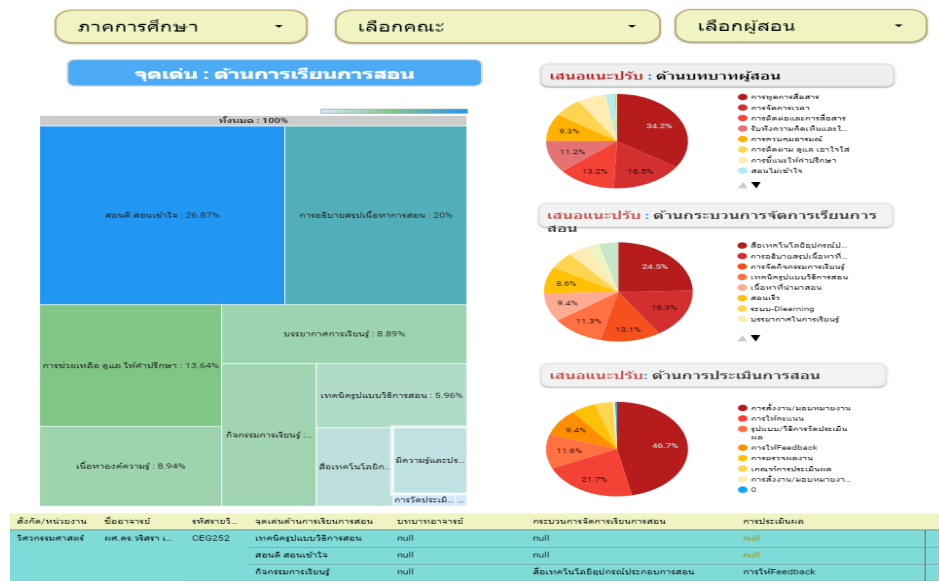 ภาคการศึกษา
เลือกคณะ
เลือกผู้สอน
จุดเด่น : ด้านการเรียนการสอน
ทั้งหมด : 100%
สอนดี สอนเข้าใจ : 26.87%
การอธิบายสรุปเนื้อหาการสอน : 20%
บรรยากาศการเรียนรู้ : 8.89%
การช่วยเหลือ ดูแล ให้คำปรึกษา : 13.64%
เทคนิครูปแบบวิธีการสอน : 5.96%
กิจกรรมการเรียนรู้ :...
เนื้อหาองค์ความรู้ : 8.94%
สื่อเทคโนโลยีก...
มีความรู้และปร...
การวัดประเมิ...
...
เสนอแนะปรับ : ด้านบทบาทผู้สอน
34.2%
16.5%
13.2%
11.2%
9.3%
การพูดการสื่อสาร
การจัดการเวลา
การติดต่อและการสื่อสาร
รับฟังความคิดเห็นและใ...
การควบคุมอารมณ์
การติดตาม ดูแล เอาใจใส่
การชี้แนะให้คำปรึกษา
สอนไม่เข้าใจ
เสนอแนะปรับ : ด้านกระบวนการจัดการเรียนการ
สอน
24.5%
16.3%
13.1%
11.3%
9.4%
8.6%
สื่อเทคโนโลยีอุปกรณ์ป...
การอธิบายสรุปเนื้อหาที่...
การจัดกิจกรรมการเรียนรู้
เทคนิครูปแบบวิธีการสอน
เนื้อหาที่นำมาสอน
สอนเร็ว
ระบบ-Dlearning
บรรยากาศในการเรียนรู้
เสนอแนะปรับ: ด้านการประเมินการสอน
46.7%
21.7%
11.6%
9.4%
การสั่งงาน/มอบหมายงาน
การให้คะแนน
รูปแบบ/วิธีการวัดประเมิน
ผล
การให้Feedback
การตรวจผลงาน
เกณฑ์การประเมินผล
การสั่งงาน/มอบหมายงา...
0
สังกัด/หน่วยงาน ชื่ออาจารย์ รหัสรายวิ... จุดเด่นด้านการเรียนการสอน บทบาทอาจารย์ กระบวนการจัดการเรียนการสอน การประเมินผล
วิศวกรรมศาสตร์ ผศ.ดร.วริสรา เ... CEG252 เทคนิครูปแบบวิธีการสอน null null null
สอนดี สอนเข้าใจ null null null
กิจกรรมการเรียนรู้ null สื่อเทคโนโลยีอุปกรณ์ประกอบการสอน การให้Feedback